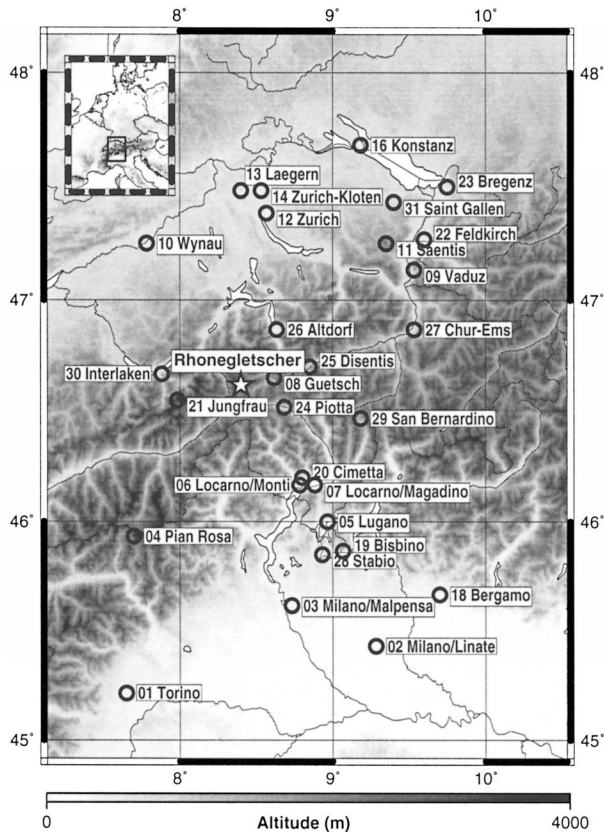 8° 9° 10°
48° 48°
16 Konstanz
13 Laegern
23 Bregenz
14 Zurich-Kloten
31 Saint Gallen
12 Zurich
22 Feldkirch
10 Wynau
11 Saentis
09 Vaduz
47° 47°
26 Altdorf
27 Chur-Ems
Rhonegletscher
25 Disentis
30 Interlaken
08 Guetsch
21 Jungfrau
24 Piotta
29 San Bernardino
20 Cimetta
06 Locarno/Monti
07 Locarno/Magadino
46° 46°
05 Lugano
04 Pian Rosa
19 Bisbino
28 Stabio
18 Bergamo
03 Milano/Malpensa
02 Milano/Linate
01 Torino
45° 45°
8° 9° 10°
0 Altitude (m) 4000